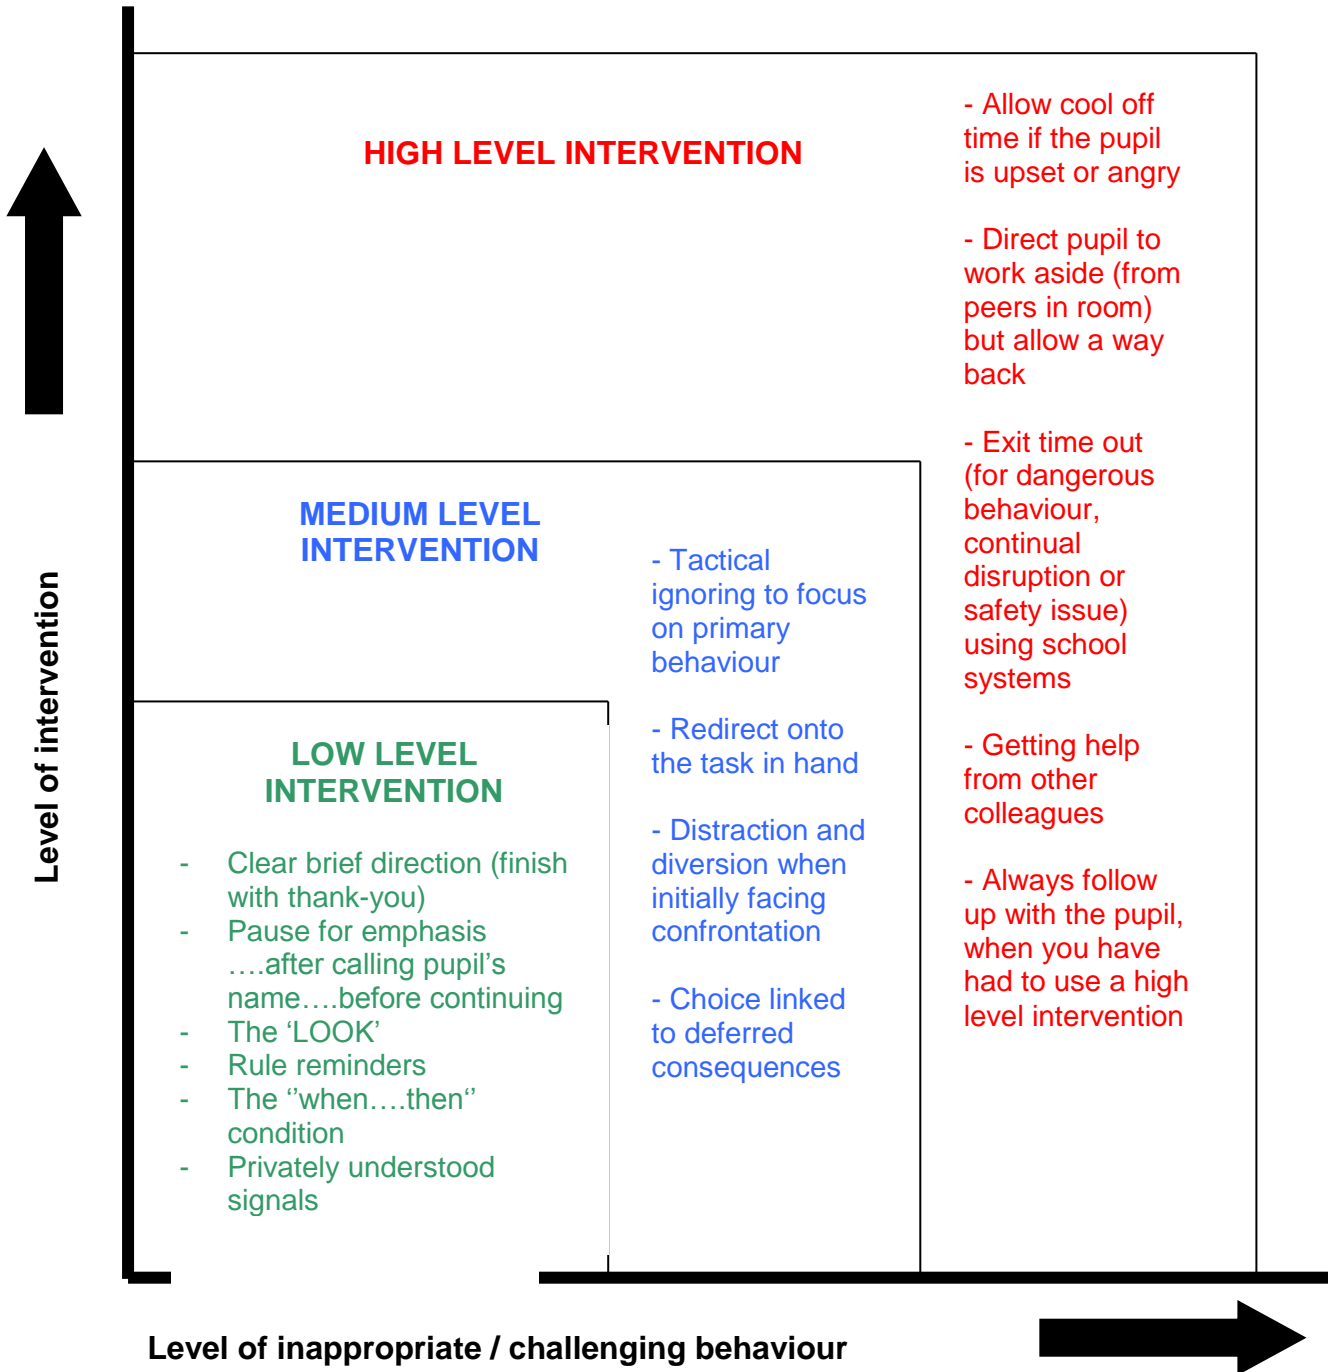 HIGH LEVEL INTERVENTION
- Allow cool off
time if the pupil
is upset or angry
- Direct pupil to
work aside (from
peers in room)
but allow a way
back
- Exit time out
(for dangerous
behaviour,
continual
disruption or
safety issue)
using school
systems
- Getting help
from other
colleagues
- Always follow
up with the pupil,
when you have
had to use a high
level intervention
MEDIUM LEVEL
INTERVENTION
- Tactical
ignoring to focus
on primary
behaviour
- Redirect onto
the task in hand
- Distraction and
diversion when
initially facing
confrontation
- Choice linked
to deferred
consequences
LOW LEVEL
INTERVENTION
- Clear brief direction (finish
with thank-you)
- Pause for emphasis
….after calling pupil’s
name….before continuing
- The ‘LOOK’
- Rule reminders
- The ‘’when….then‘’
condition
- Privately understood
signals
Level of intervention
Level of inappropriate / challenging behaviour